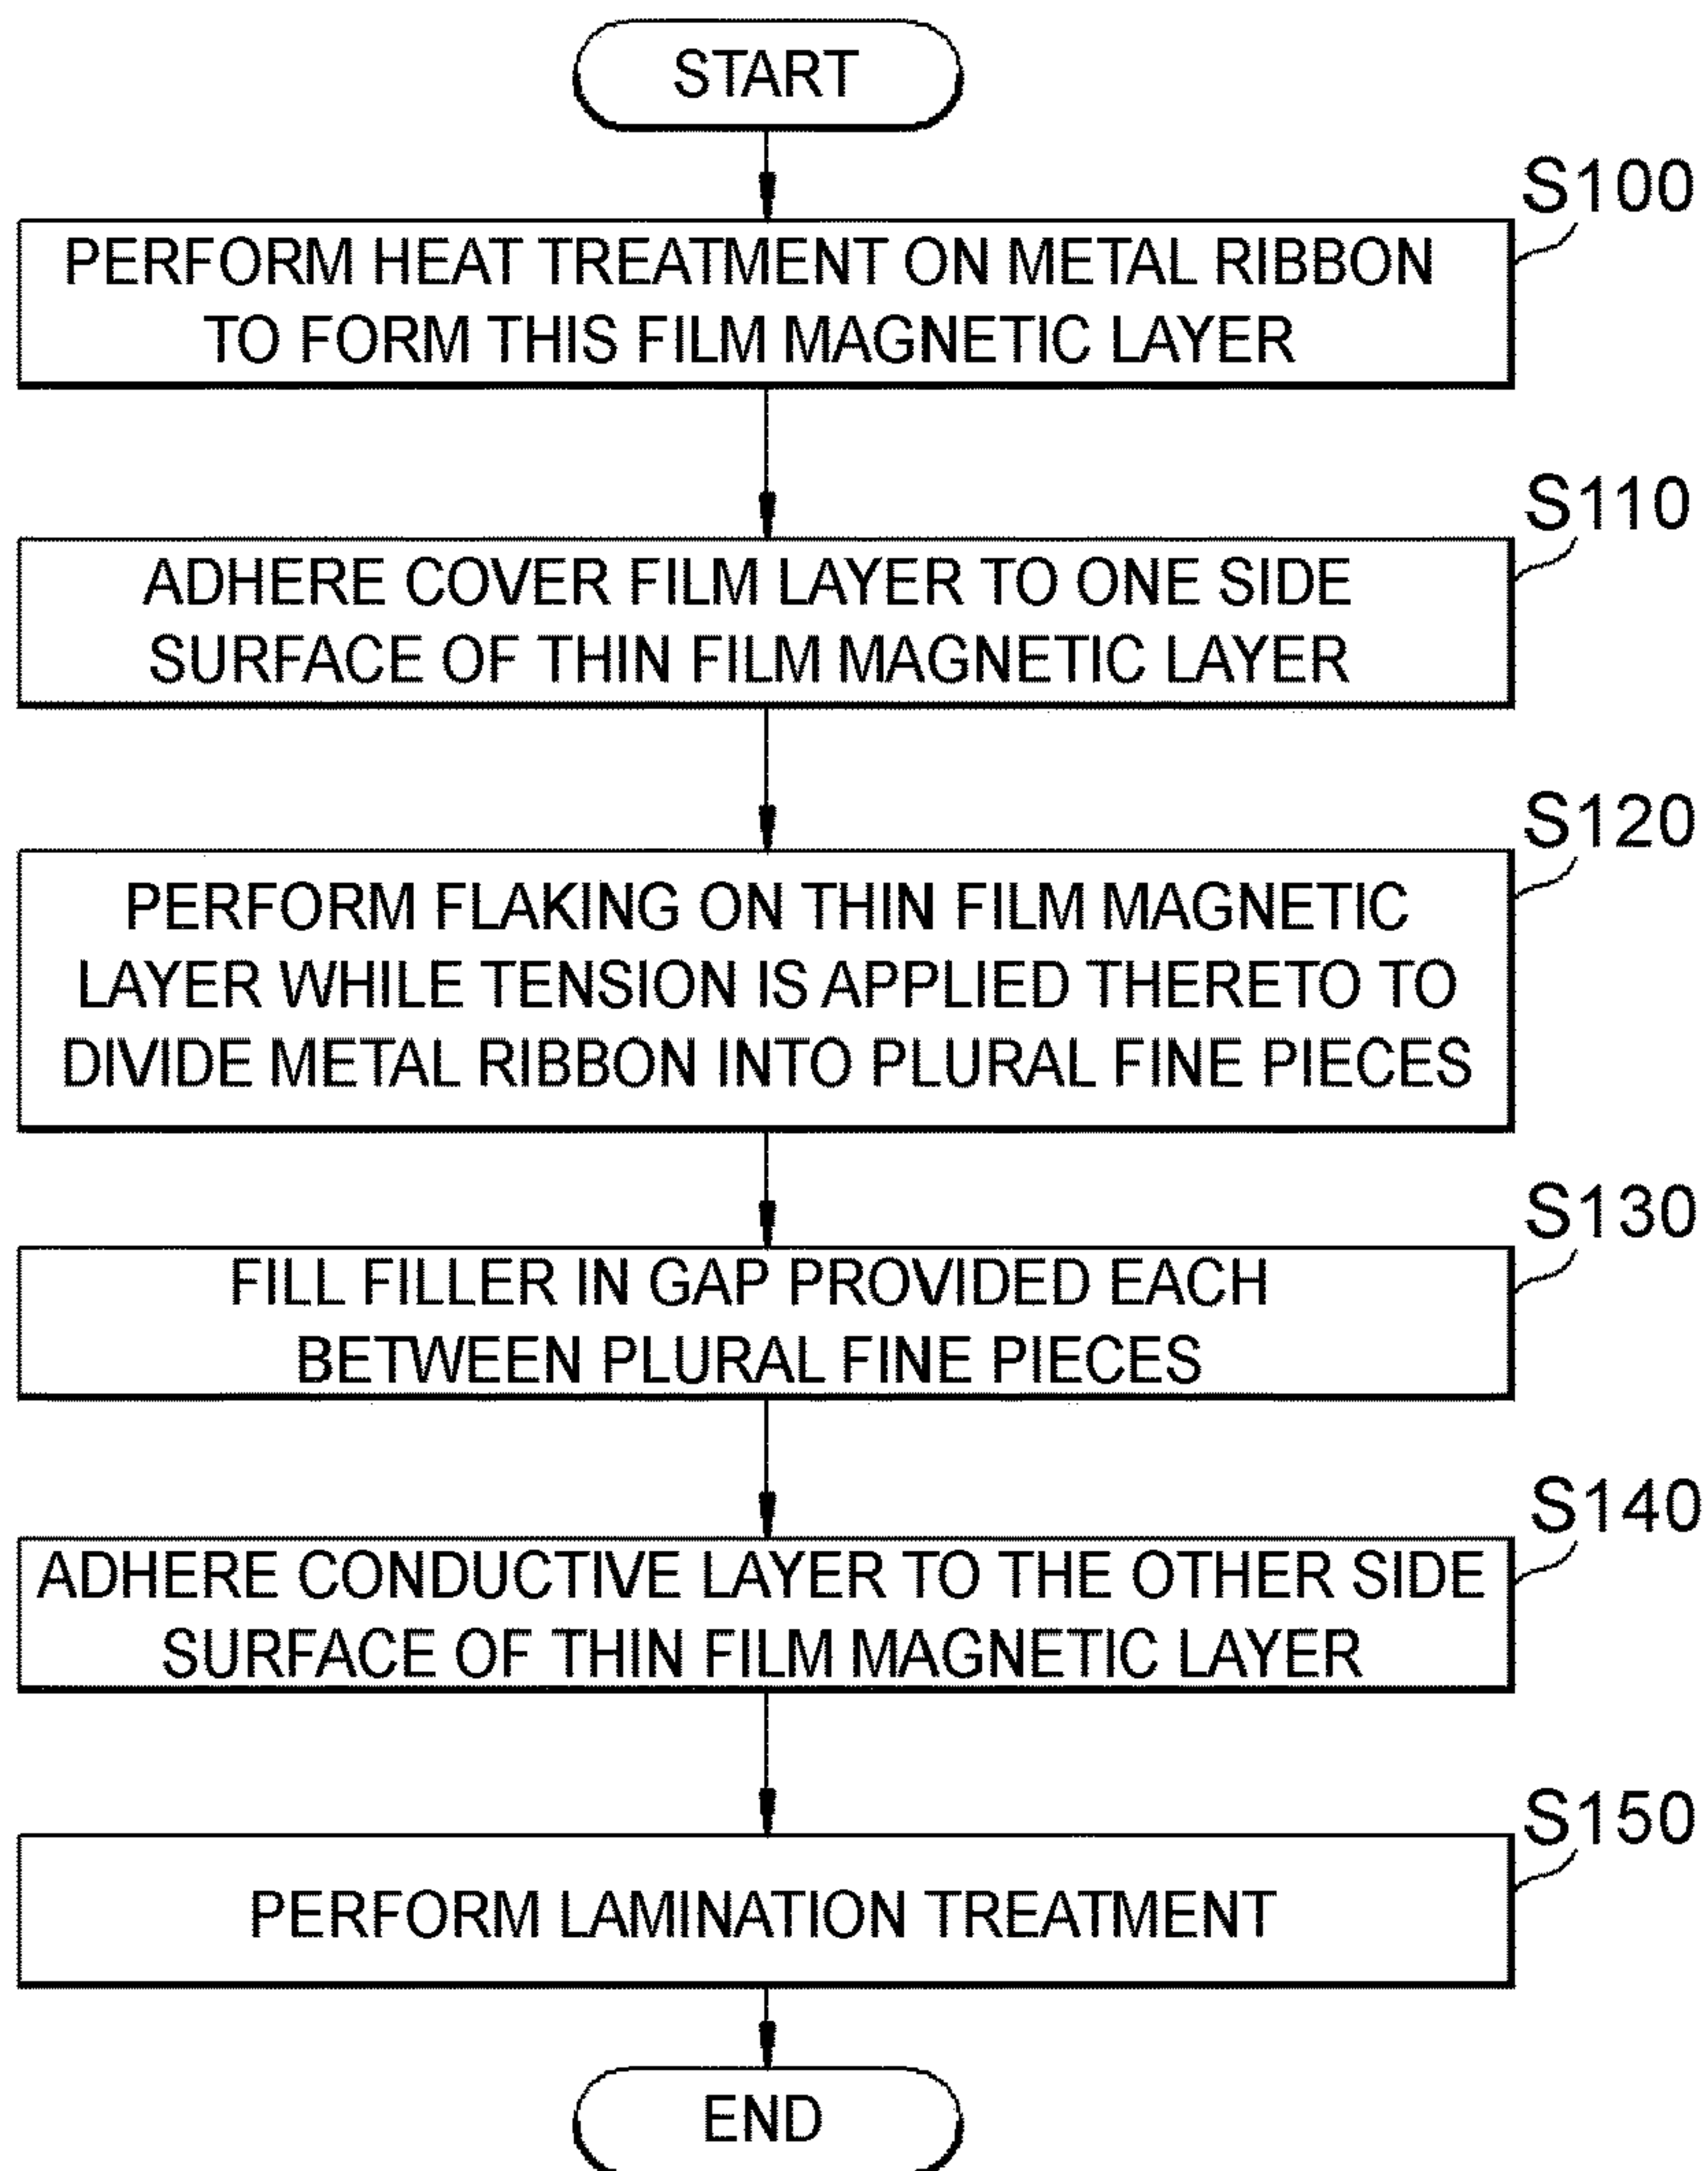 START
S100
PERFORM HEAT TREATMENT ON METAL RIBBON
TO FORM THIS FILM MAGNETIC LAYER
S110
ADHERE COVER FILM LAYER TO ONE SIDE
SURFACE OF THIN FILM MAGNETIC LAYER
S120
PERFORM FLAKING ON THIN FILM MAGNETIC
LAYER WHILE TENSION IS APPLIED THERETO TO
DIVIDE METAL RIBBON INTO PLURAL FINE PIECES
S130
FILL FILLER IN GAP PROVIDED EACH
BETWEEN PLURAL FINE PIECES
S140
ADHERE CONDUCTIVE LAYER TO THE OTHER SIDE
SURFACE OF THIN FILM MAGNETIC LAYER
S150
PERFORM LAMINATION TREATMENT
END